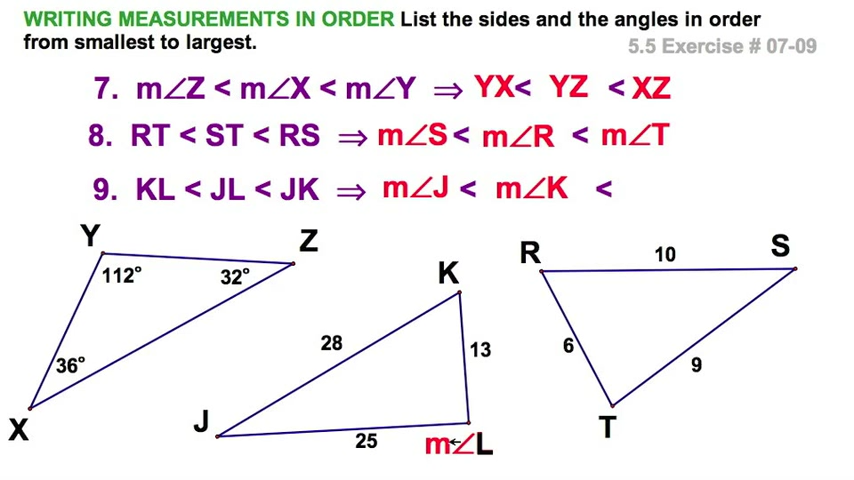 WRITING MEASUREMENTS IN ORDER List the sides and the angles in order
from smallest to largest.
5.5 Exercise # 07-09
7. m∠Z < m∠X < m∠Y ⇒ YX < YZ < XZ
8. RT < ST < RS ⇒ m∠S < m∠R < m∠T
9. KL < JL < JK ⇒ m∠J < m∠K <
Y
Z
112°
32°
36°
X
K
28
13
J
25
m∠L
R
10
S
6
9
T